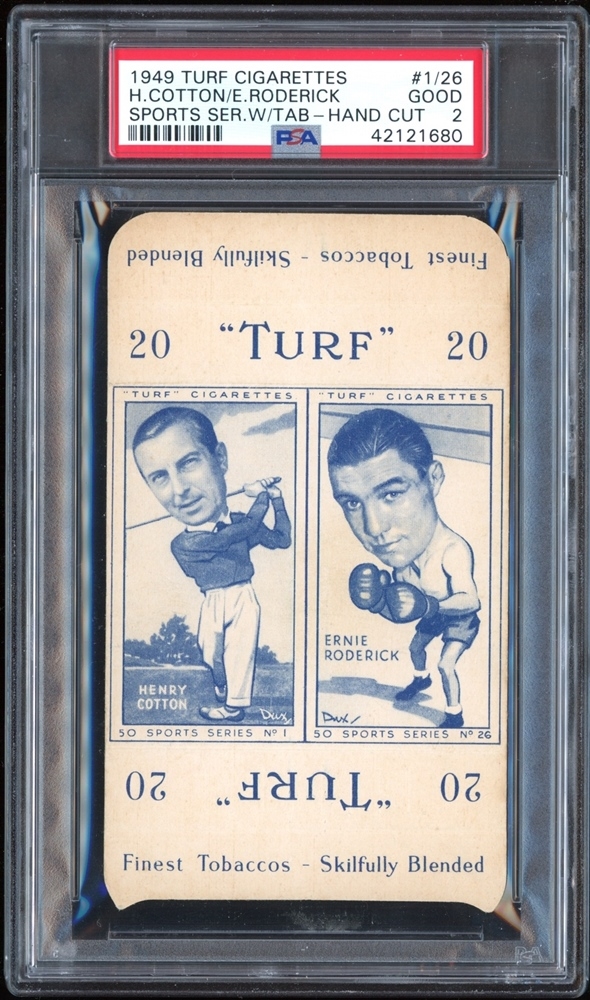 1949 TURF CIGARETTES #1/26
H.COTTON/E.RODERICK GOOD
SPORTS SER.W/TAB-HAND CUT 2
PSA 42121680
Finest Tobaccos - Skilfully Blended
20 "TURF" 20
"TURF" CIGARETTES
HENRY
COTTON
Dux
50 SPORTS SERIES Nº 1
"TURF" CIGARETTES
ERNIE
RODERICK
Dux
50 SPORTS SERIES Nº 26
20 "TURF" 20
Finest Tobaccos - Skilfully Blended
PSA